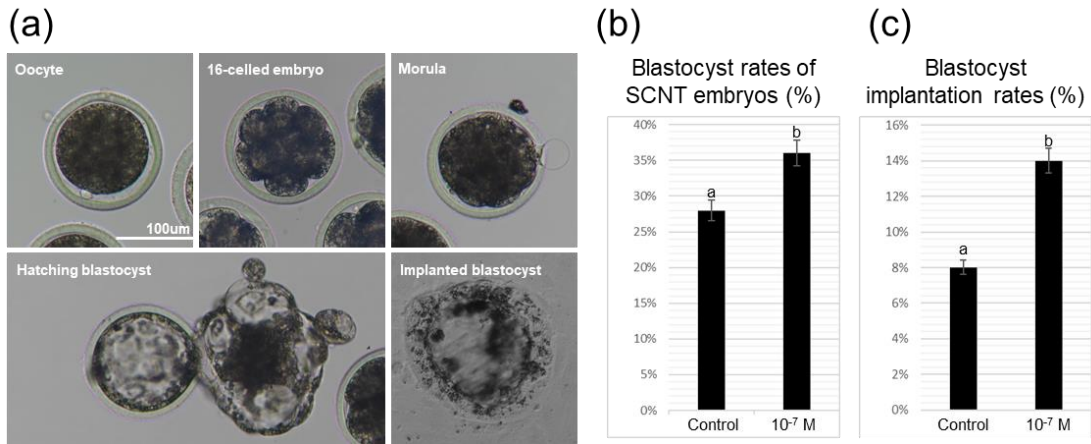 (a)
Oocyte
16-celled embryo
Morula
100um
Hatching blastocyst
Implanted blastocyst
(b)
Blastocyst rates of
SCNT embryos (%)
40%
35%
30%
25%
20%
15%
10%
5%
0%
a
b
Control
10⁻⁷ M
(c)
Blastocyst
implantation rates (%)
16%
14%
12%
10%
8%
6%
4%
2%
0%
a
b
Control
10⁻⁷ M